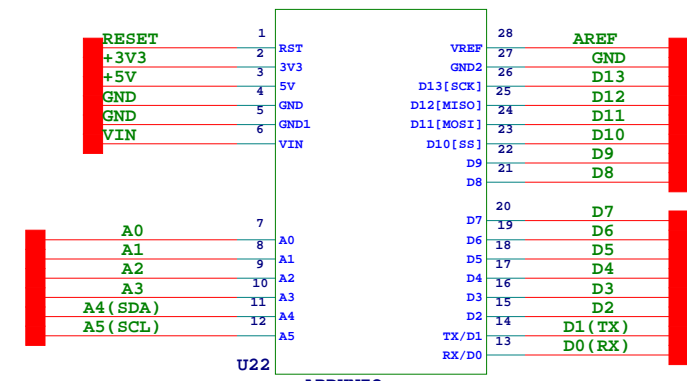 RESET 1 RST VREF 28 AREF
+3V3 2 3V3 GND2 27 GND
+5V 3 5V D13[SCK] 26 D13
GND 4 GND D12[MISO] 25 D12
GND 5 GND1 D11[MOSI] 24 D11
VIN 6 VIN D10[SS] 23 D10
D9 22 D9
D8 21 D8
D7 20 D7
A0 7 A0 D6 19 D6
A1 8 A1 D5 18 D5
A2 9 A2 D4 17 D4
A3 10 A3 D3 16 D3
A4(SDA) 11 A4 D2 15 D2
A5(SCL) 12 A5 TX/D1 14 D1(TX)
RX/D0 13 D0(RX)
U22